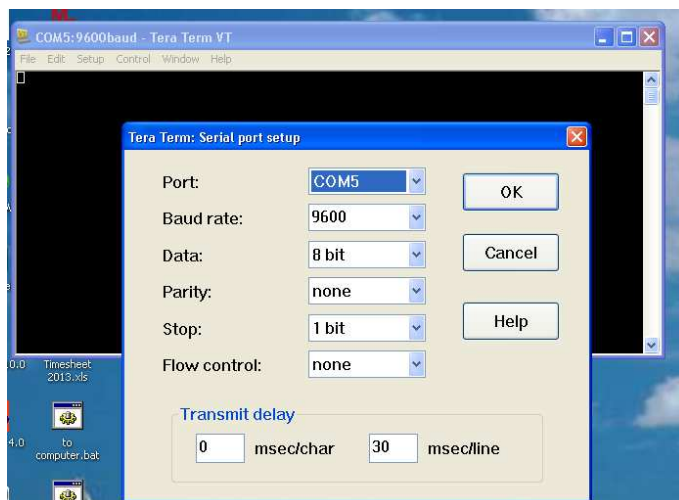 COM5:9600baud - Tera Term VT
File Edit Setup Control Window Help
Tera Term: Serial port setup
Port: COM5
OK
Baud rate: 9600
Data: 8 bit
Cancel
Parity: none
Stop: 1 bit
Help
Flow control: none
Transmit delay
0 msec/char 30 msec/line
Timesheet
2013.xls
to
computer.bat